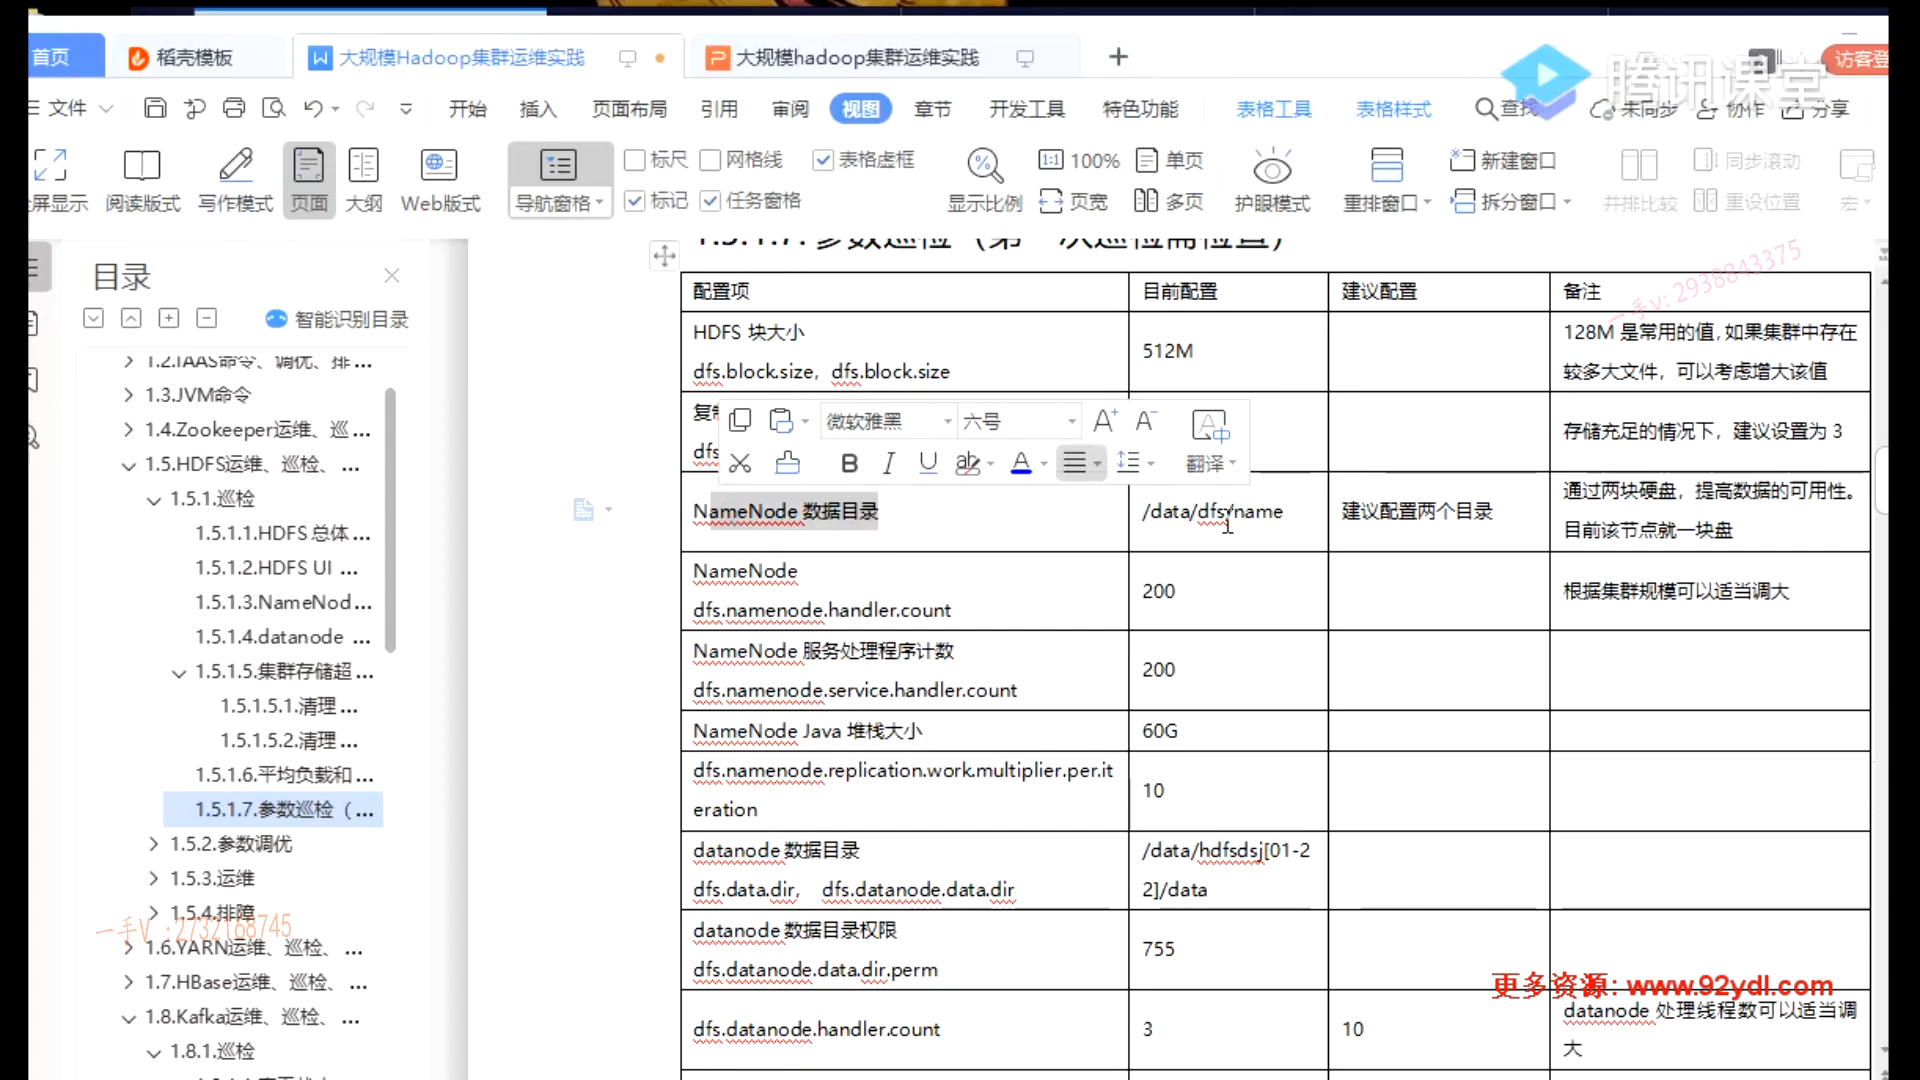 首页
稻壳模板
大规模Hadoop集群运维实践
大规模hadoop集群运维实践
访客登
腾讯课堂
文件
开始
插入
页面布局
引用
审阅
视图
章节
开发工具
特色功能
表格工具
表格样式
查找
未同步
协作
分享
屏显示
阅读版式
写作模式
页面
大纲
Web版式
导航窗格
标尺
网格线
表格虚框
标记
任务窗格
显示比例
1:1 100%
页宽
单页
多页
护眼模式
重排窗口
新建窗口
拆分窗口
并排比较
同步滚动
重设位置
宏
目录
智能识别目录
1.2.IAAS命令、调优、排 ...
1.3.JVM命令
1.4.Zookeeper运维、巡 ...
1.5.HDFS运维、巡检、 ...
1.5.1.巡检
1.5.1.1.HDFS 总体 ...
1.5.1.2.HDFS UI ...
1.5.1.3.NameNod ...
1.5.1.4.datanode ...
1.5.1.5.集群存储超 ...
1.5.1.5.1.清理 ...
1.5.1.5.2.清理 ...
1.5.1.6.平均负载和 ...
1.5.1.7.参数巡检（ ...
1.5.2.参数调优
1.5.3.运维
1.5.4.排障
一手V :2732168745
1.6.YARN运维、巡检、 ...
1.7.HBase运维、巡检、 ...
1.8.Kafka运维、巡检、 ...
1.8.1.巡检
一手v: 2938843375
配置项
目前配置
建议配置
备注
HDFS 块大小
dfs.block.size，dfs.block.size
512M
128M 是常用的值，如果集群中存在
较多大文件，可以考虑增大该值
dfs
存储充足的情况下，建议设置为 3
微软雅黑
六号
A+
A-
B
I
U
A
翻译
NameNode 数据目录
/data/dfs/name
建议配置两个目录
通过两块硬盘，提高数据的可用性。
目前该节点就一块盘
NameNode
dfs.namenode.handler.count
200
根据集群规模可以适当调大
NameNode 服务处理程序计数
dfs.namenode.service.handler.count
200
NameNode Java 堆栈大小
60G
dfs.namenode.replication.work.multiplier.per.it
eration
10
datanode 数据目录
dfs.data.dir， dfs.datanode.data.dir
/data/hdfsdsj[01-2
2]/data
datanode 数据目录权限
dfs.datanode.data.dir.perm
755
更多资源: www.92ydl.com
dfs.datanode.handler.count
3
10
datanode 处理线程数可以适当调
大